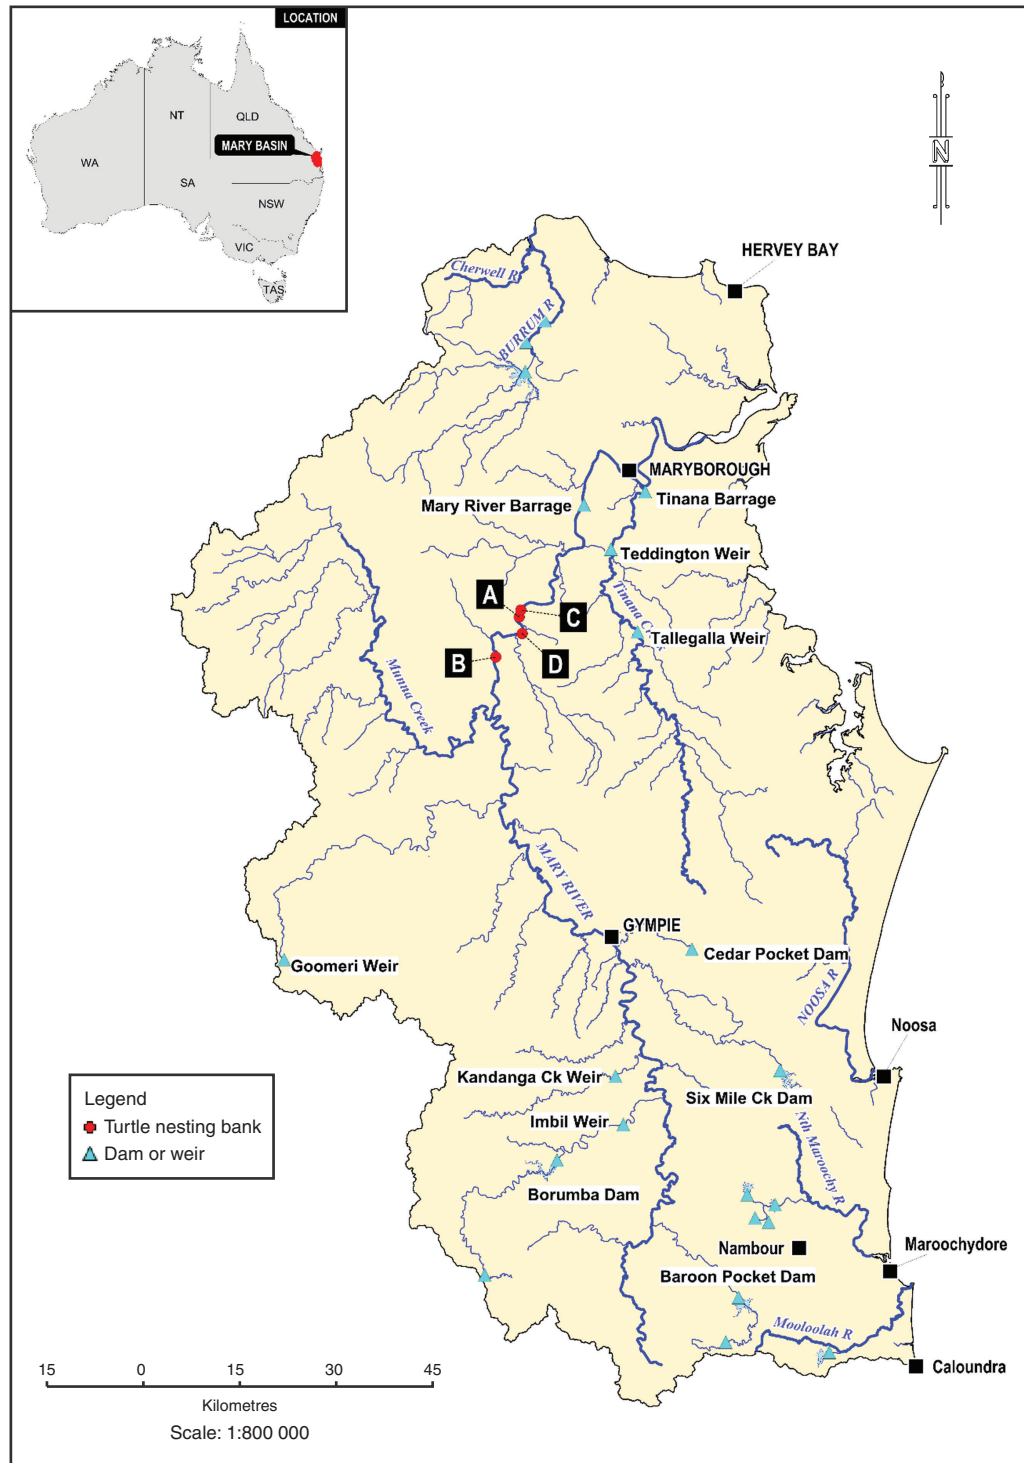 LOCATION
NT
QLD
MARY BASIN
WA
SA
NSW
VIC
TAS
N
HERVEY BAY
Cherwell R
BURRUM R
MARYBOROUGH
Mary River Barrage
Tinana Barrage
Teddington Weir
A
C
Tinana C
Tallegalla Weir
B
D
Munna Creek
MARY RIVER
GYMPIE
Cedar Pocket Dam
Goomeri Weir
NOOSA R
Noosa
Kandanga Ck Weir
Six Mile Ck Dam
Imbil Weir
Nth Maroochy R
Borumba Dam
Nambour
Maroochydore
Baroon Pocket Dam
Mooloolah R
Caloundra
Legend
Turtle nesting bank
Dam or weir
15 0 15 30 45
Kilometres
Scale: 1:800 000